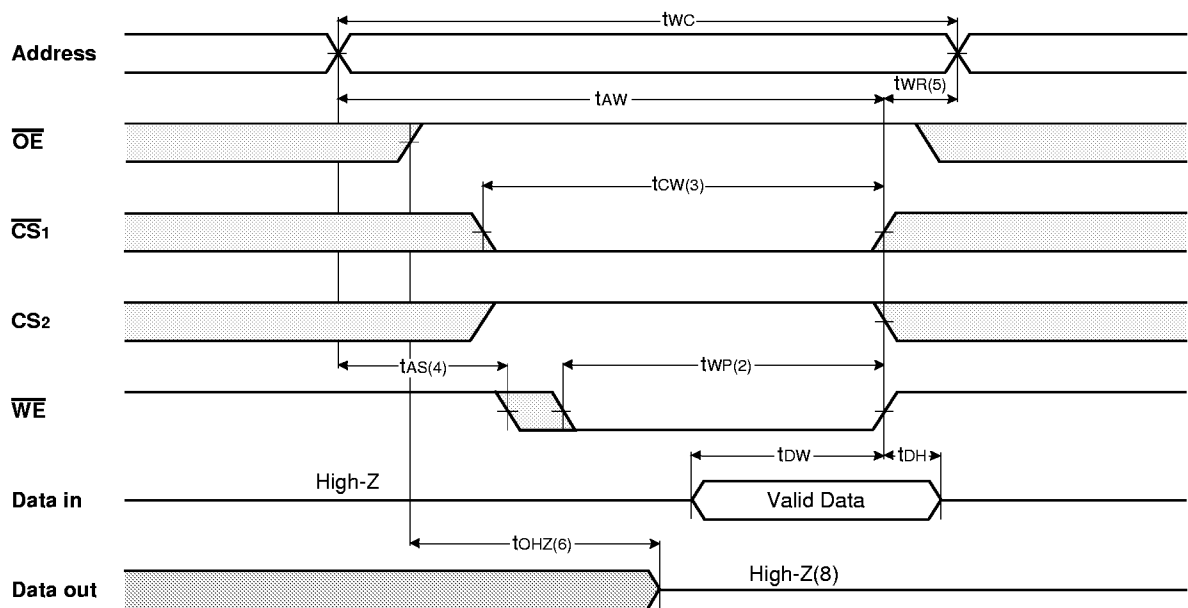 tWC
Address
tWR(5)
tAW
OE
tCW(3)
CS1
CS2
tAS(4)
tWP(2)
WE
tDW
tDH
High-Z
Data in
Valid Data
tOHZ(6)
High-Z(8)
Data out